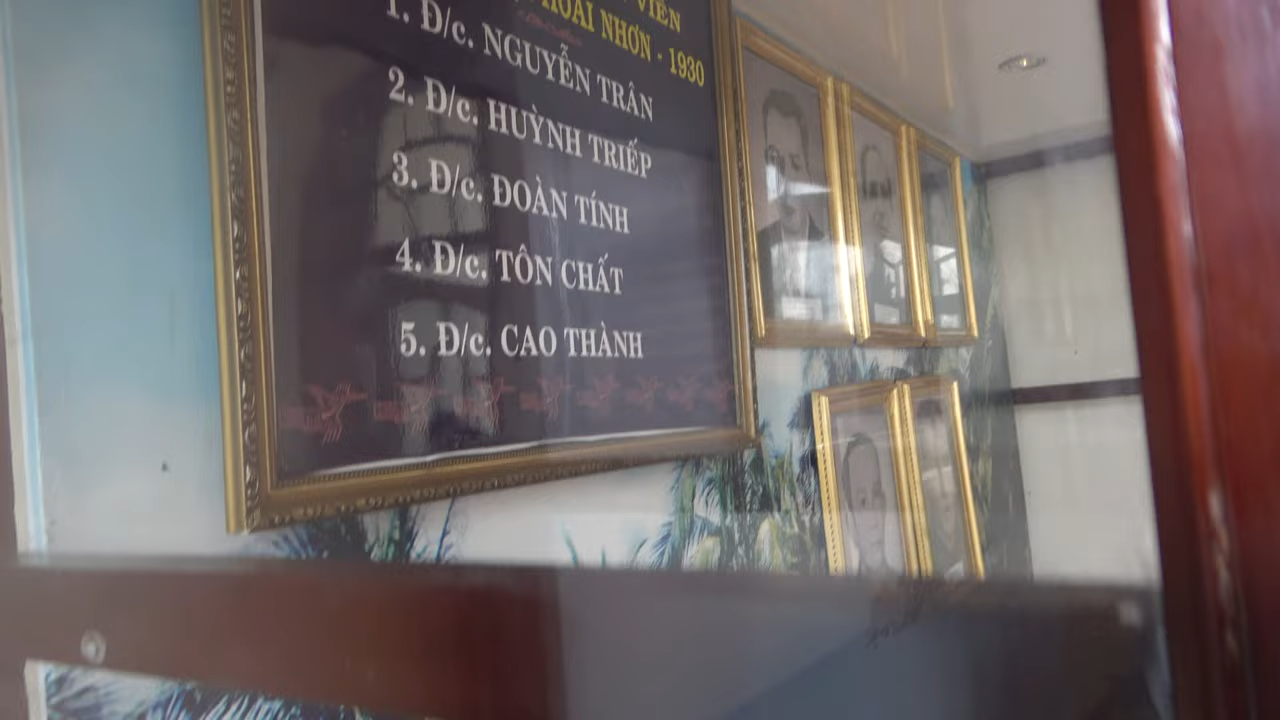 VIÊN
HOÀI NHƠN - 1930
1. Đ/c. NGUYỄN TRÂN
2. Đ/c. HUỲNH TRIẾP
3. Đ/c. ĐOÀN TÍNH
4. Đ/c. TÔN CHẤT
5. Đ/c. CAO THÀNH